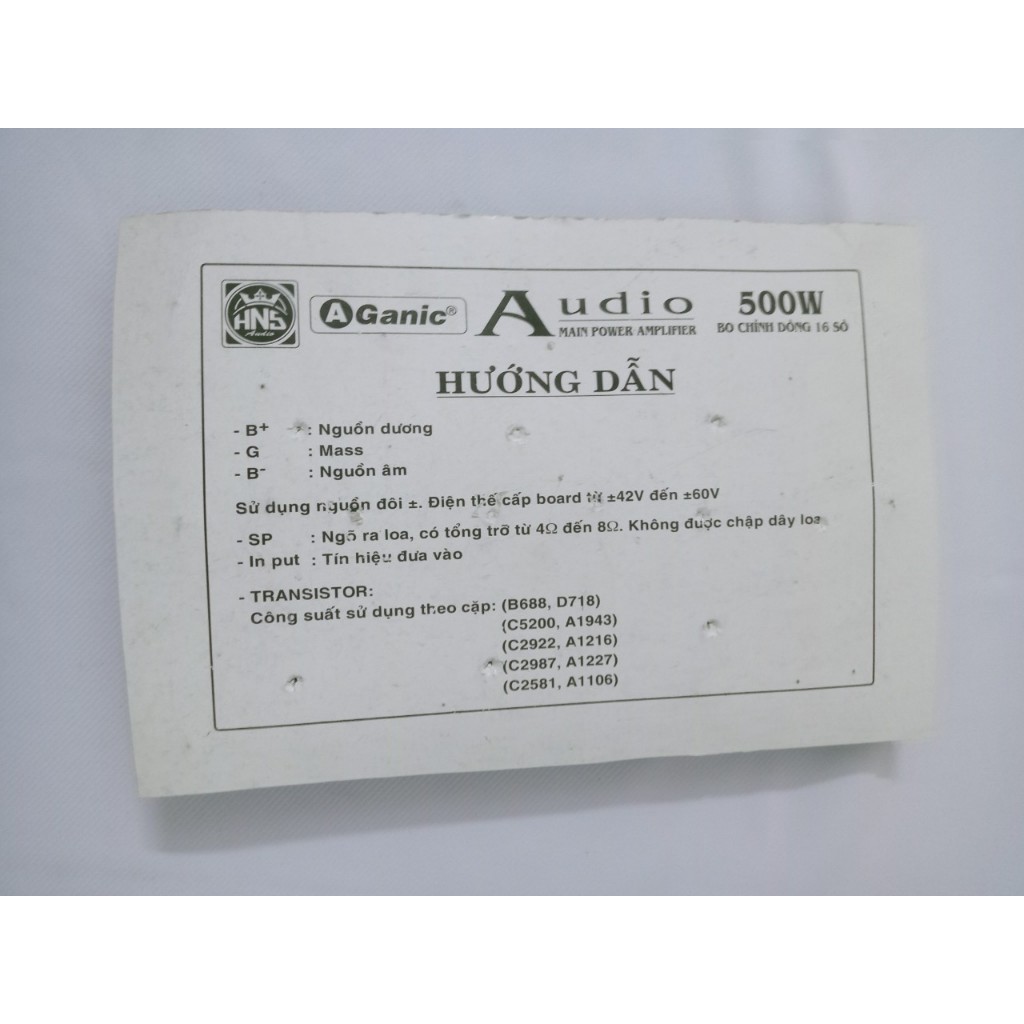 HNS Audio
AGanic®
Audio
MAIN POWER AMPLIFIER
500W
BO CHỈNH DÒNG 16 SÒ
HƯỚNG DẪN
- B+ : Nguồn dương
- G : Mass
- B- : Nguồn âm
Sử dụng nguồn đôi ±. Điện thế cấp board từ ±42V đến ±60V
- SP : Ngõ ra loa, có tổng trỡ từ 4Ω đến 8Ω. Không được chập dây loa
- In put : Tín hiệu đưa vào
- TRANSISTOR:
Công suất sử dụng theo cặp: (B688, D718)
(C5200, A1943)
(C2922, A1216)
(C2987, A1227)
(C2581, A1106)